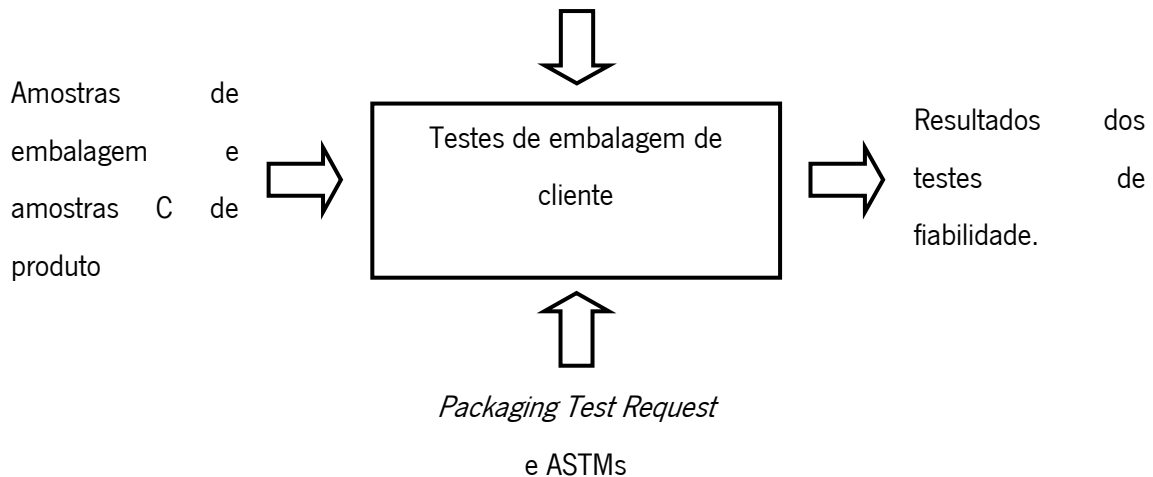 Amostras de
embalagem e
amostras C de
produto
Testes de embalagem de
cliente
Resultados dos
testes de
fiabilidade.
Packaging Test Request
e ASTMs